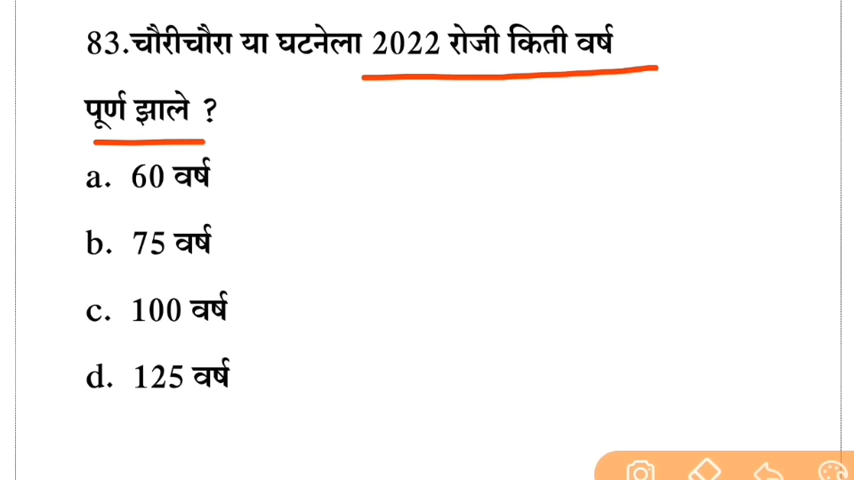 83.चौरीचौरा या घटनेला 2022 रोजी किती वर्ष
पूर्ण झाले ?
a. 60 वर्ष
b. 75 वर्ष
c. 100 वर्ष
d. 125 वर्ष